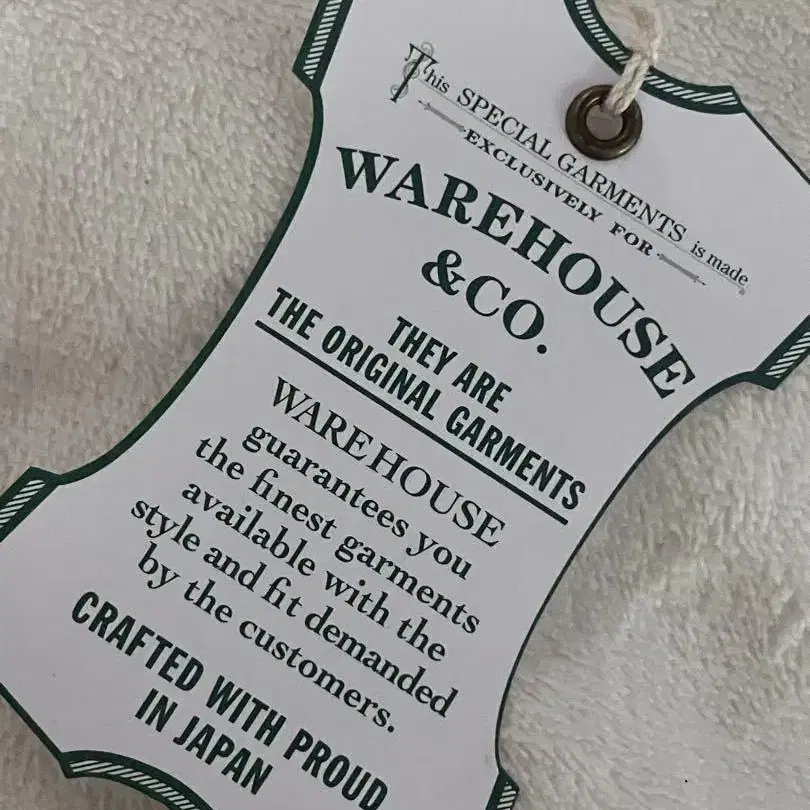 This SPECIAL GARMENTS is made
EXCLUSIVELY FOR
WAREHOUSE
&CO.
THEY ARE
THE ORIGINAL GARMENTS
WAREHOUSE
guarantees you
the finest garments
available with the
style and fit demanded
by the customers.
CRAFTED WITH PROUD
IN JAPAN